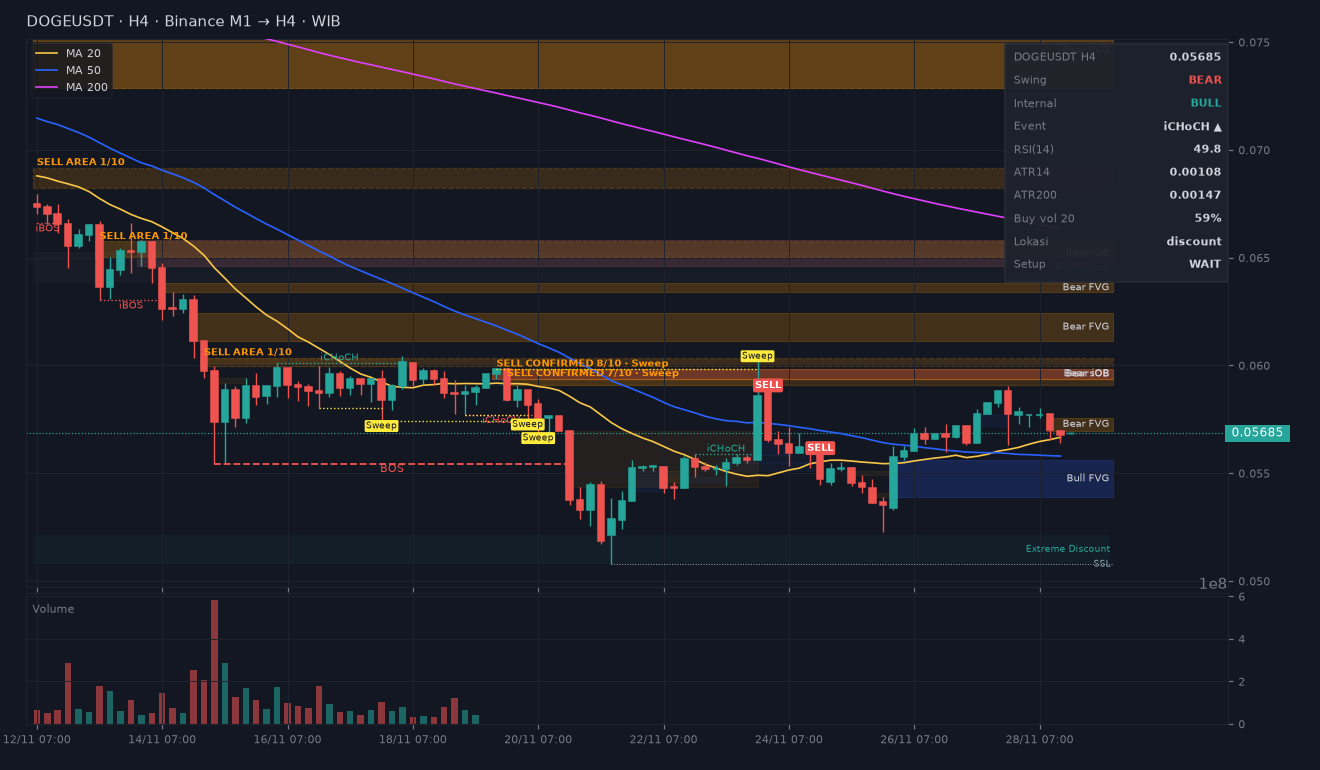 DOGEUSDT · H4 · Binance M1 → H4 · WIB
MA 20
MA 50
MA 200
DOGEUSDT H4 0.05685
Swing BEAR
Internal BULL
Event iCHoCH ▲
RSI(14) 49.8
ATR14 0.00108
ATR200 0.00147
Buy vol 20 59%
Lokasi discount
Setup WAIT
0.075
0.070
0.065
0.060
0.055
0.050
0.05685
SELL AREA 1/10
iBOS
SELL AREA 1/10
iBOS
Bear FVG
Bear FVG
SELL AREA 1/10
iCHoCH
SELL CONFIRMED 8/10 · Sweep
SELL CONFIRMED 7/10 · Sweep
Sweep
SELL
Bear FVG
Sweep
Sweep
Sweep
iCHoCH
SELL
BOS
Bull FVG
Extreme Discount
SSL
1e8
Volume
6
4
2
0
12/11 07:00
14/11 07:00
16/11 07:00
18/11 07:00
20/11 07:00
22/11 07:00
24/11 07:00
26/11 07:00
28/11 07:00